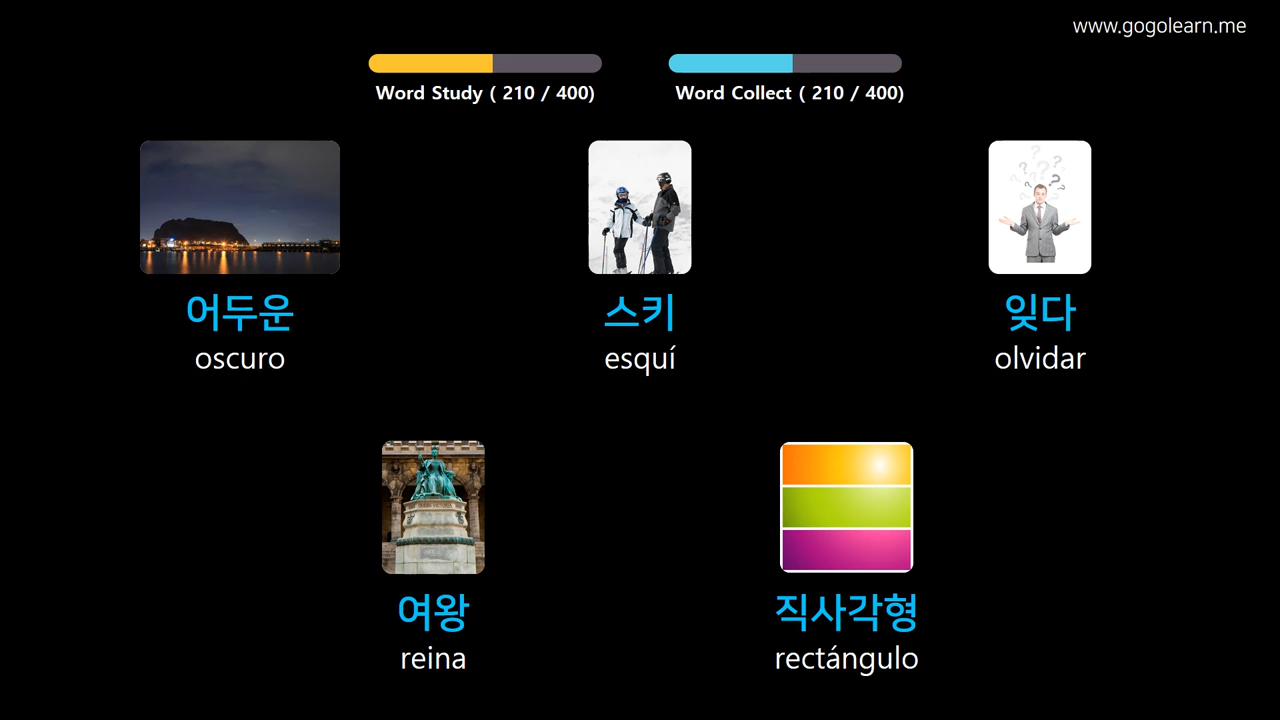 www.gogolearn.me
Word Study ( 210 / 400)
Word Collect ( 210 / 400)
어두운
oscuro
스키
esquí
잊다
olvidar
여왕
reina
직사각형
rectángulo